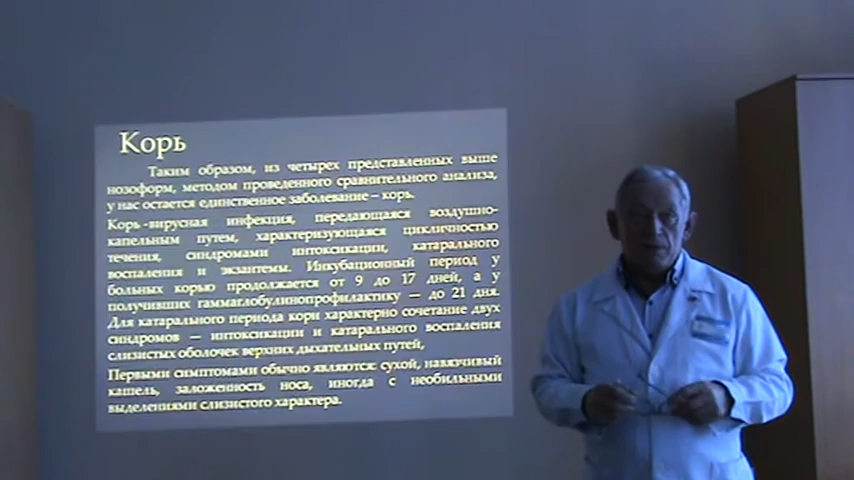 Корь
Таким образом, из четырех представленных выше
нозоформ, методом проведенного сравнительного анализа,
у нас остается единственное заболевание – корь.
Корь -вирусная инфекция, передающаяся воздушно-
капельным путем, характеризующаяся цикличностью
течения, синдромами интоксикации, катарального
воспаления и экзантемы. Инкубационный период у
больных корью продолжается от 9 до 17 дней, а у
получивших гаммаглобулинопрофилактику — до 21 дня.
Для катарального периода кори характерно сочетание двух
синдромов — интоксикации и катарального воспаления
слизистых оболочек верхних дыхательных путей,
Первыми симптомами обычно являются: сухой, навязчивый
кашель, заложенность носа, иногда с необильными
выделениями слизистого характера.